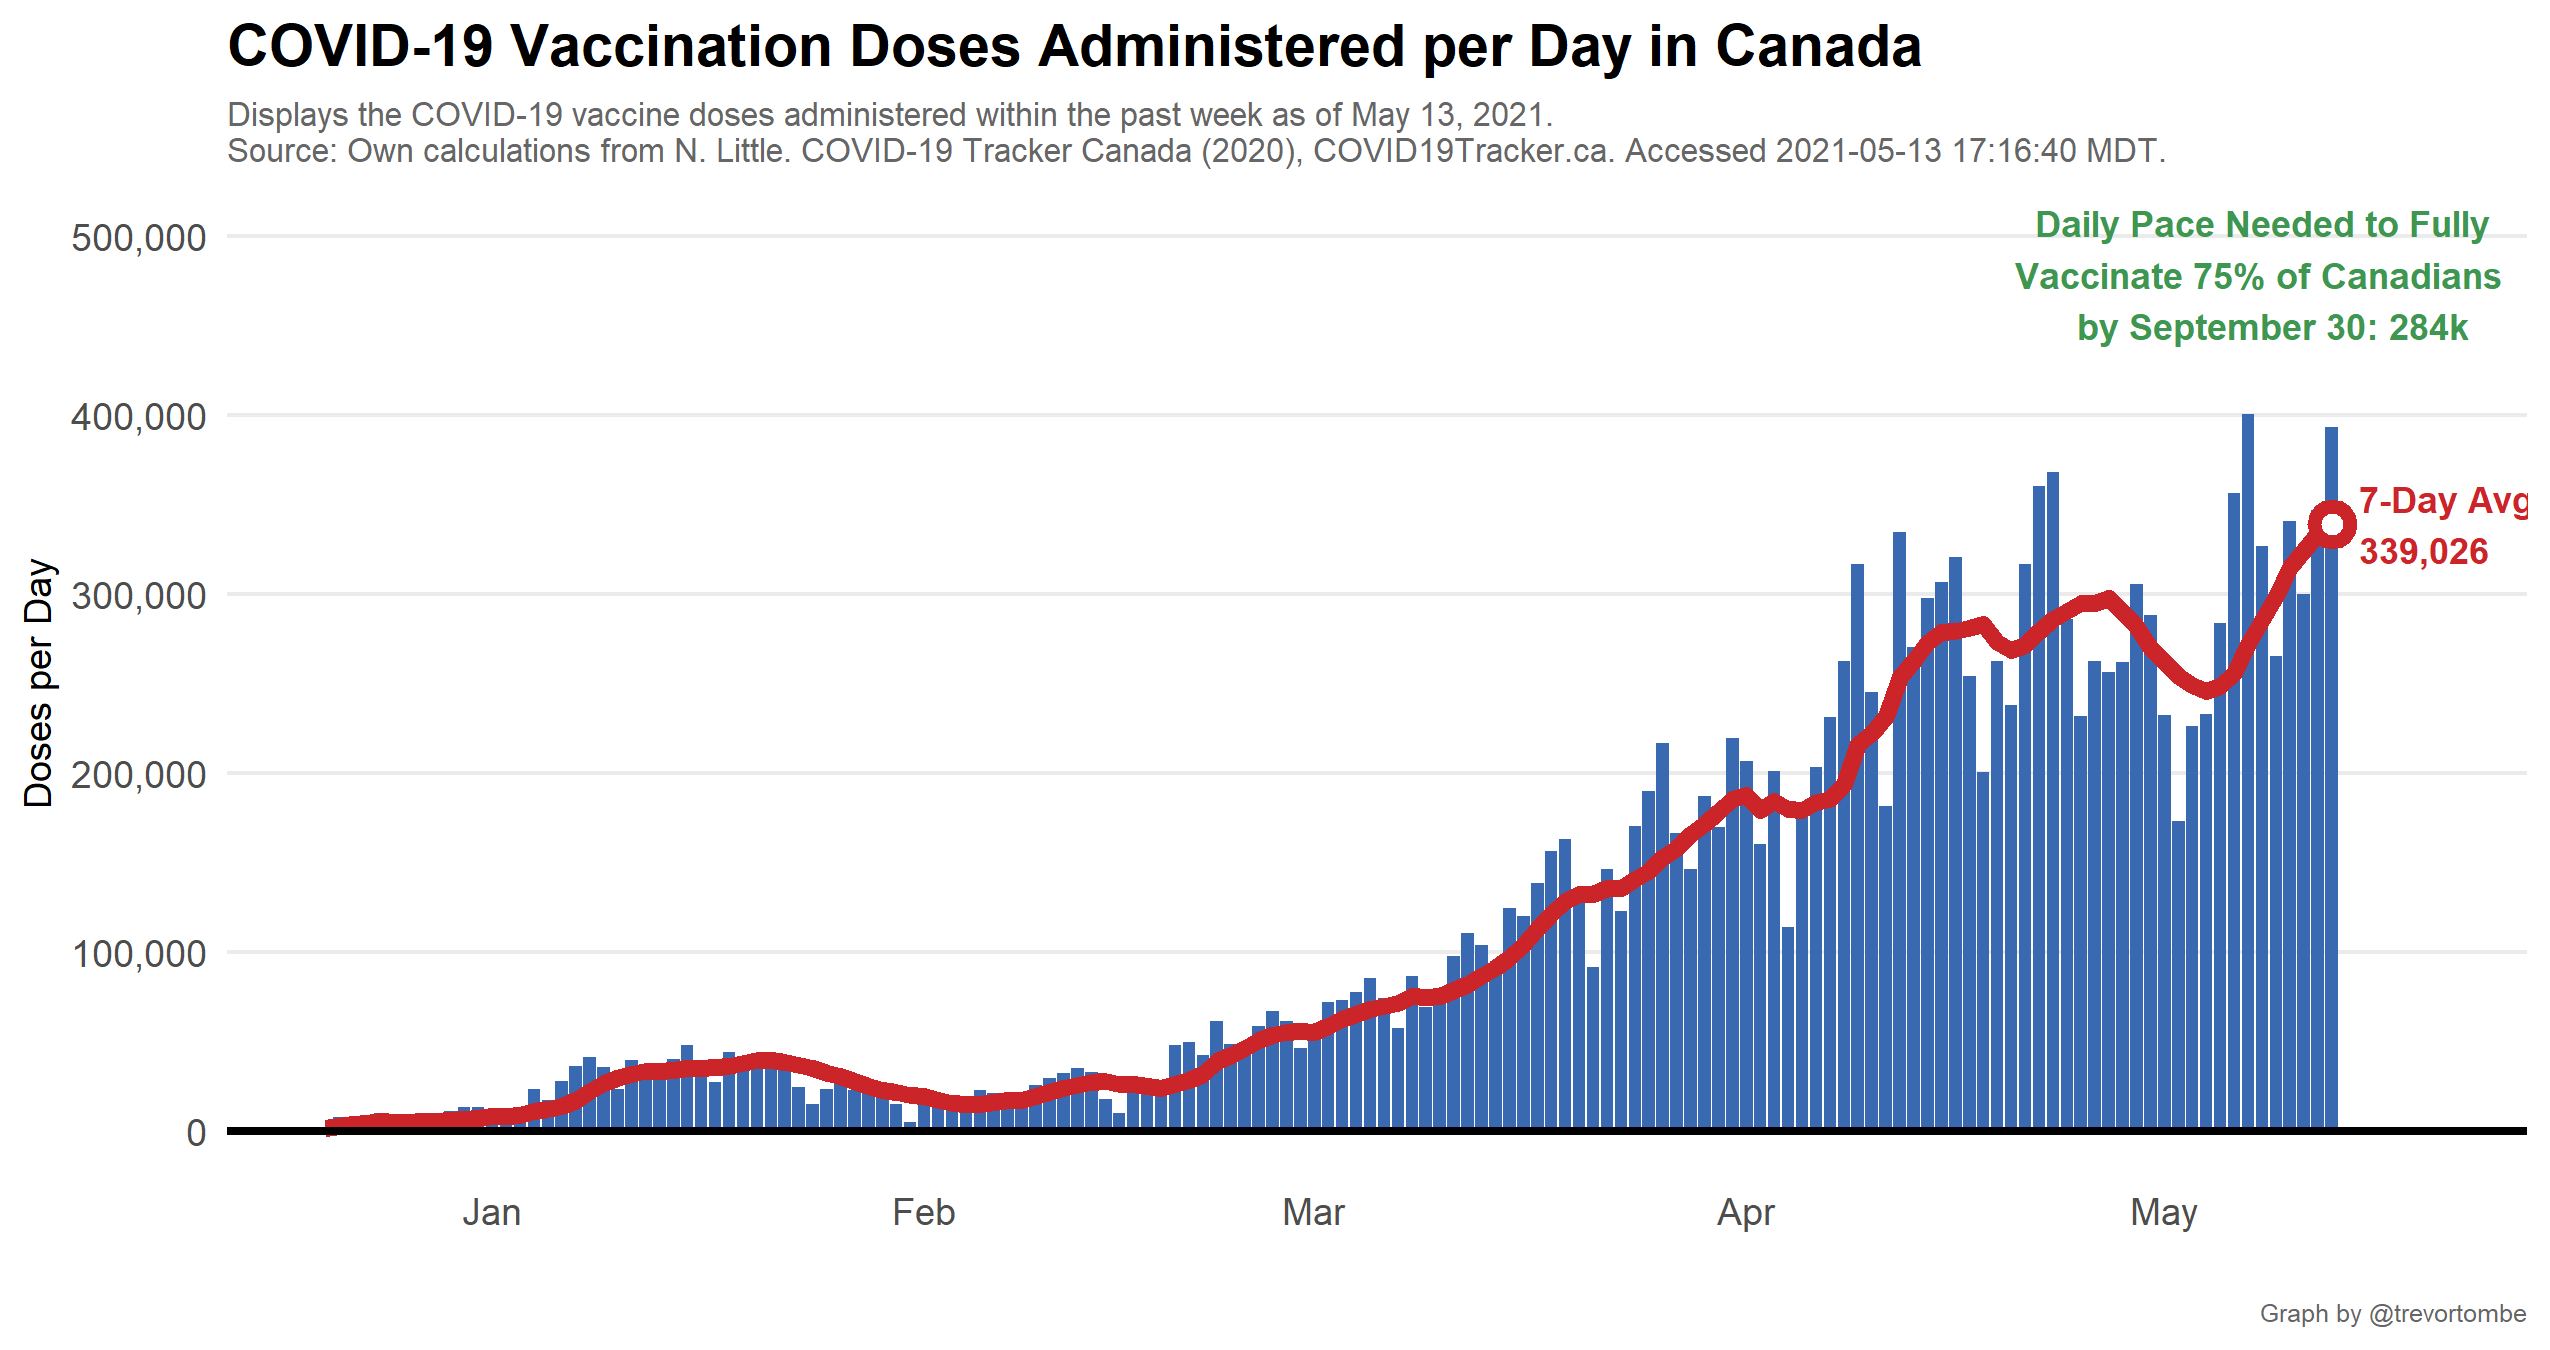 COVID-19 Vaccination Doses Administered per Day in Canada
Displays the COVID-19 vaccine doses administered within the past week as of May 13, 2021.
Source: Own calculations from N. Little. COVID-19 Tracker Canada (2020), COVID19Tracker.ca. Accessed 2021-05-13 17:16:40 MDT.
Daily Pace Needed to Fully
Vaccinate 75% of Canadians
by September 30: 284k
500,000
400,000
300,000
200,000
100,000
0
Doses per Day
7-Day Avg
339,026
Jan
Feb
Mar
Apr
May
Graph by @trevortombe